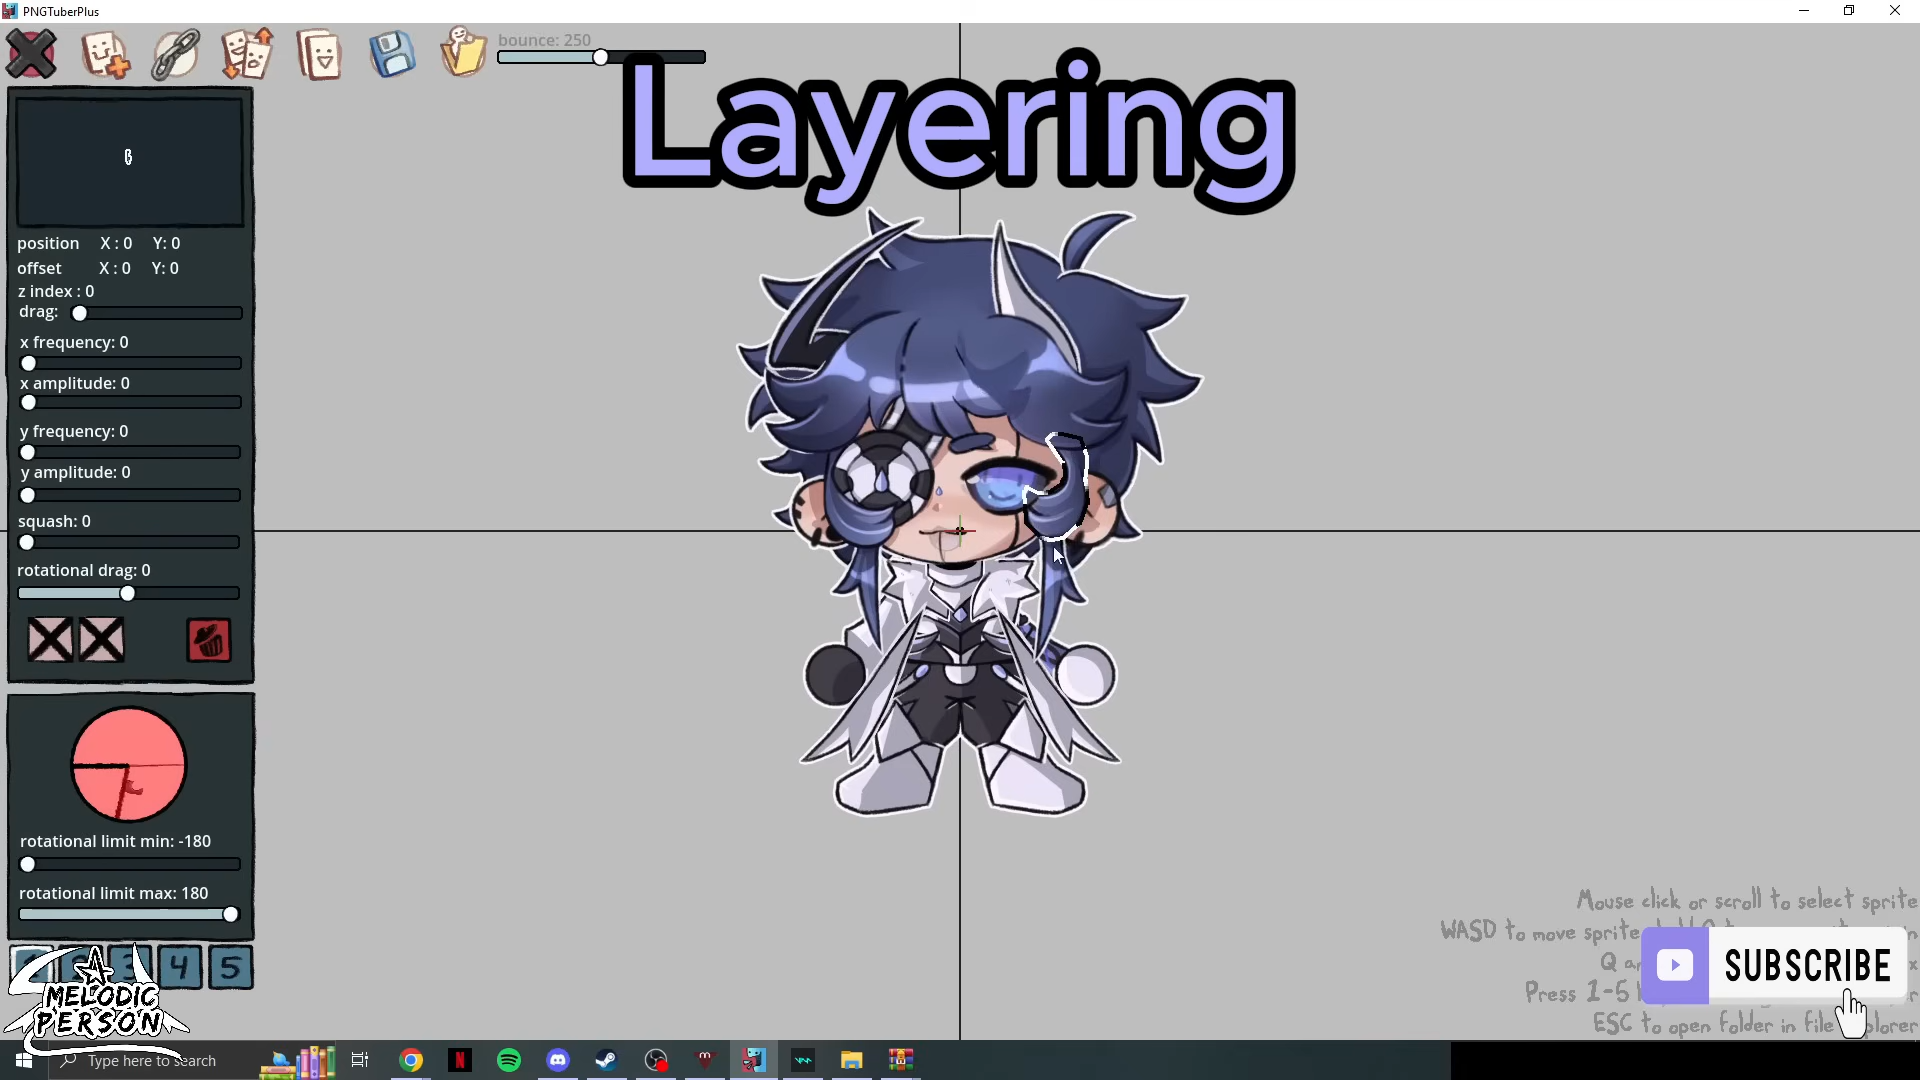 PNGTuberPlus
bounce: 250
Layering
position X : 0 Y: 0
offset X : 0 Y: 0
z index : 0
drag:
x frequency: 0
x amplitude: 0
y frequency: 0
y amplitude: 0
squash: 0
rotational drag: 0
rotational limit min: -180
rotational limit max: 180
3 4 5
MELODIC
PERSON
Mouse click or scroll to select sprite
WASD to move sprite
Q
Press 1-5
ESC to open folder in file explorer
SUBSCRIBE
Type here to search